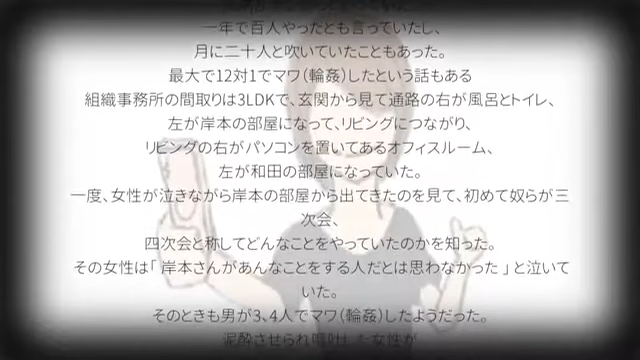 一年で百人やったとも言っていたし、
月に二十人と吹いていたこともあった。
最大で12対1でマワ（輪姦）したという話もある
組織事務所の間取りは3LDKで、玄関から見て通路の右が風呂とトイレ、
左が岸本の部屋になって、リビングにつながり、
リビングの右がパソコンを置いてあるオフィスルーム、
左が和田の部屋になっていた。
一度、女性が泣きながら岸本の部屋から出てきたのを見て、初めて奴らが三
次会、
四次会と称してどんなことをやっていたのかを知った。
その女性は「 岸本さんがあんなことをする人だとは思わなかった 」と泣いて
いた。
そのときも男が3、4人でマワ（輪姦）したようだった。
泥酔させられ嘔吐した女性が